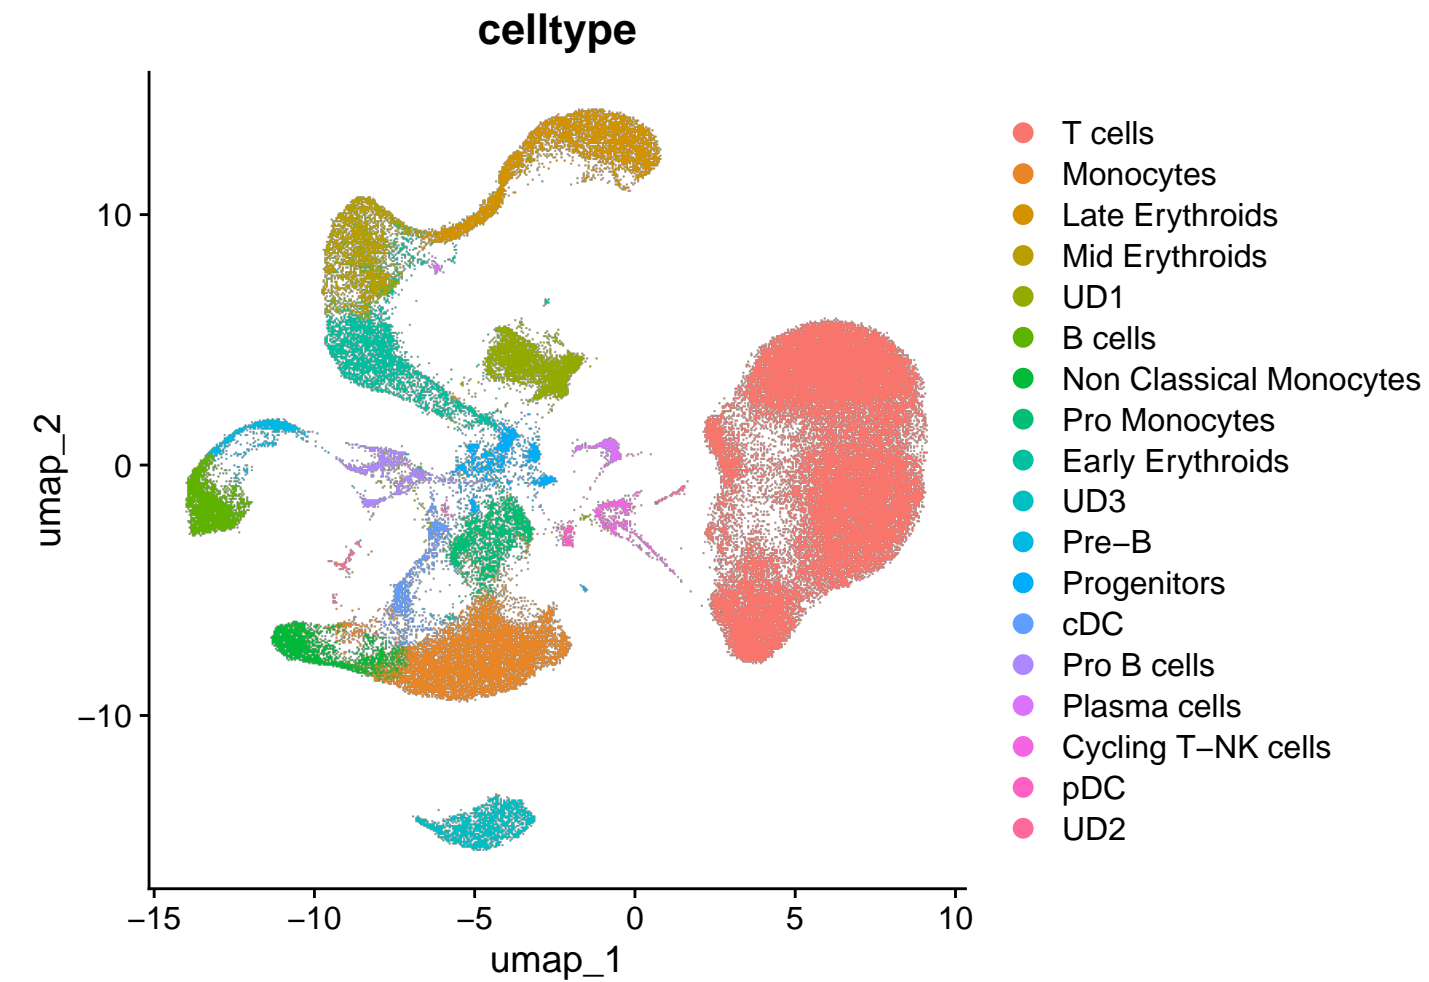 celltype
umap_2
10
0
−10
−15
−10
−5
0
5
10
umap_1
T cells
Monocytes
Late Erythroids
Mid Erythroids
UD1
B cells
Non Classical Monocytes
Pro Monocytes
Early Erythroids
UD3
Pre−B
Progenitors
cDC
Pro B cells
Plasma cells
Cycling T−NK cells
pDC
UD2